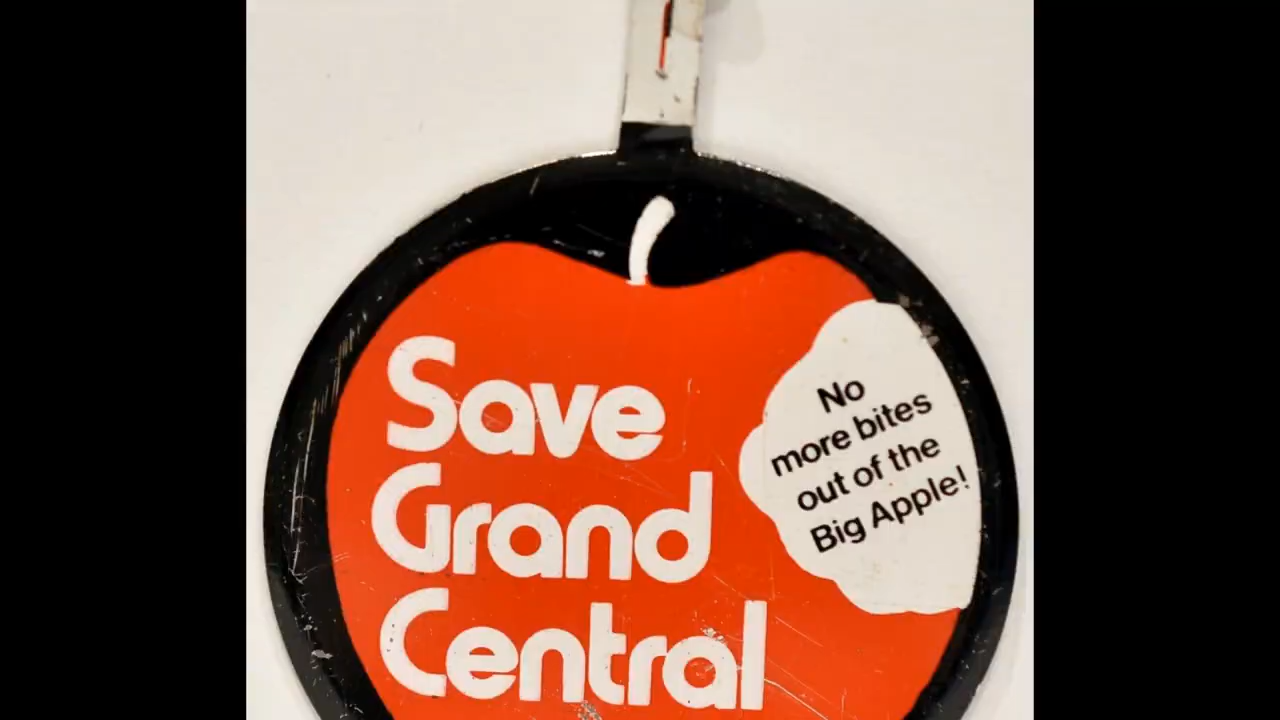 Save
Grand
Central
No
more bites
out of the
Big Apple!